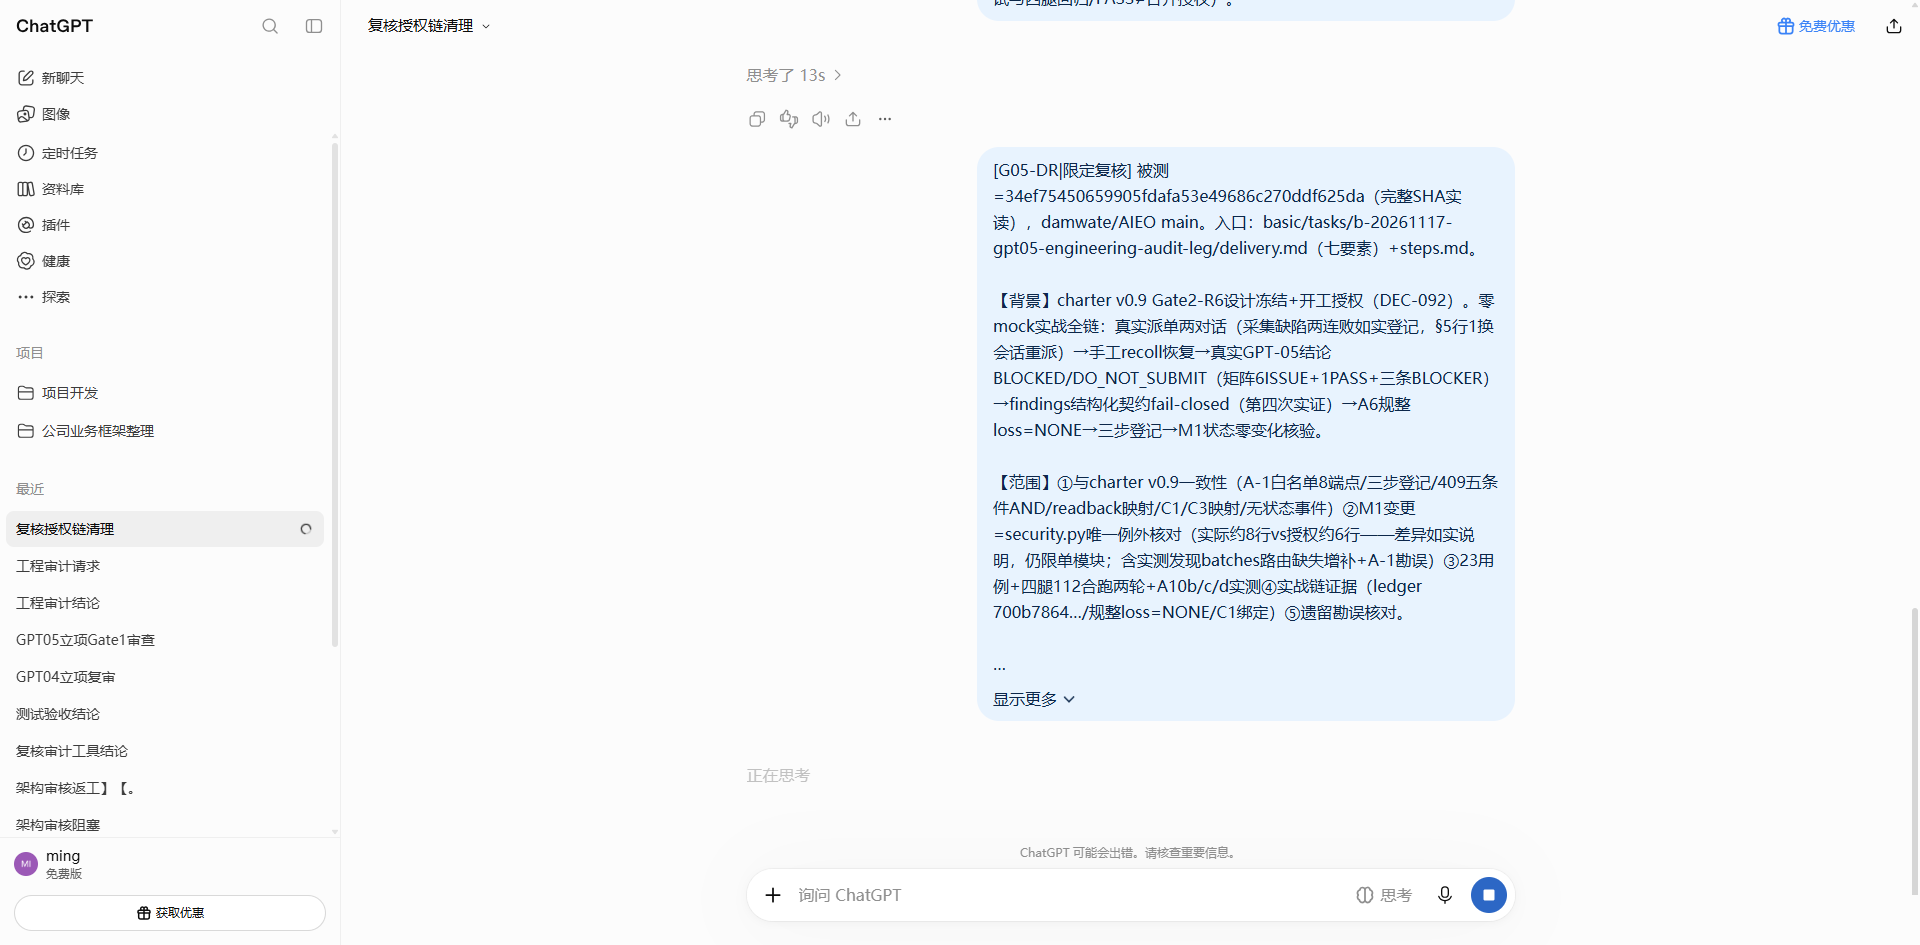 ChatGPT
新聊天
图像
定时任务
资料库
插件
健康
探索
项目
项目开发
公司业务框架整理
最近
复核授权链清理
工程审计请求
工程审计结论
GPT05立项Gate1审查
GPT04立项复审
测试验收结论
复核审计工具结论
架构审核返工】【。
架构审核阻塞
MI
ming
免费版
获取优惠
复核授权链清理
免费优惠
思考了 13s
[G05-DR|限定复核] 被测
=34ef75450659905fdafa53e49686c270ddf625da（完整SHA实
读），damwate/AIEO main。入口：basic/tasks/b-20261117-
gpt05-engineering-audit-leg/delivery.md（七要素）+steps.md。
【背景】charter v0.9 Gate2-R6设计冻结+开工授权（DEC-092）。零
mock实战全链：真实派单两对话（采集缺陷两连败如实登记，§5行1换
会话重派）→手工recoll恢复→真实GPT-05结论
BLOCKED/DO_NOT_SUBMIT（矩阵6ISSUE+1PASS+三条BLOCKER）
→findings结构化契约fail-closed（第四次实证）→A6规整
loss=NONE→三步登记→M1状态零变化核验。
【范围】①与charter v0.9一致性（A-1白名单8端点/三步登记/409五条
件AND/readback映射/C1/C3映射/无状态事件）②M1变更
=security.py唯一例外核对（实际约8行vs授权约6行——差异如实说
明，仍限单模块；含实测发现batches路由缺失增补+A-1勘误）③23用
例+四腿112合跑两轮+A10b/c/d实测④实战链证据（ledger
700b7864…/规整loss=NONE/C1绑定）⑤遗留勘误核对。
...
显示更多
正在思考
ChatGPT 可能会出错。请核查重要信息。
询问 ChatGPT
思考